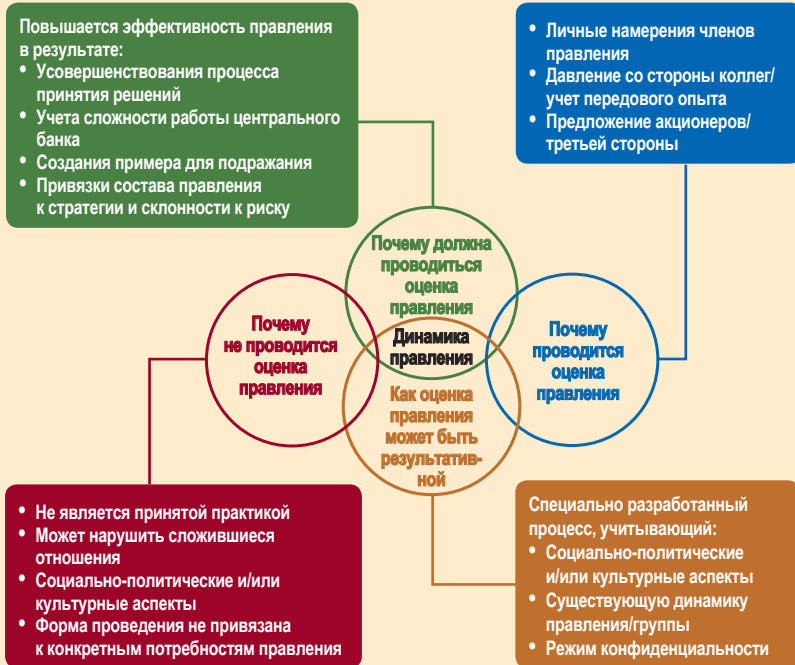 Повышается эффективность правления
в результате:
• Усовершенствования процесса
принятия решений
• Учета сложности работы центрального
банка
• Создания примера для подражания
• Привязки состава правления
к стратегии и склонности к риску
• Личные намерения членов
правления
• Давление со стороны коллег/
учет передового опыта
• Предложение акционеров/
третьей стороны
Почему должна
проводиться
оценка
правления
Почему
не проводится
оценка
правления
Динамика
правления
Почему
проводится
оценка
правления
Как оценка
правления
может быть
результатив-
ной
• Не является принятой практикой
• Может нарушить сложившиеся
отношения
• Социально-политические и/или
культурные аспекты
• Форма проведения не привязана
к конкретным потребностям правления
Специально разработанный
процесс, учитывающий:
• Социально-политические
и/или культурные аспекты
• Существующую динамику
правления/группы
• Режим конфиденциальности